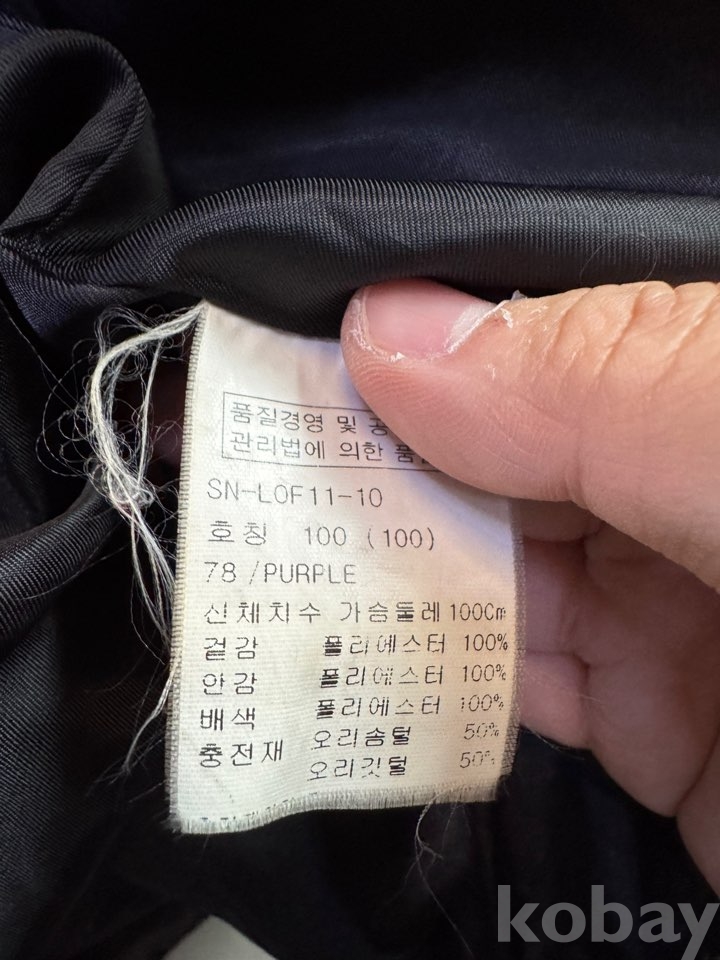 품질경영 및 공
관리법에 의한 품
SN-LOF11-10
호칭 100 (100)
78 /PURPLE
신체치수 가슴둘레 100Cm
겉감 폴리에스터 100%
안감 폴리에스터 100%
배색 폴리에스터 100%
충전재 오리솜털 50%
오리깃털 50%
kobay